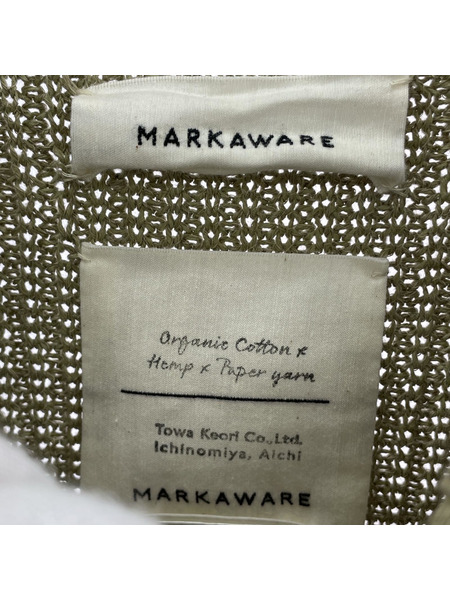 MARKAWARE
Organic Cotton x
Hemp x Paper yarn
Towa Keori Co.,Ltd.
Ichinomiya, Aichi
MARKAWARE